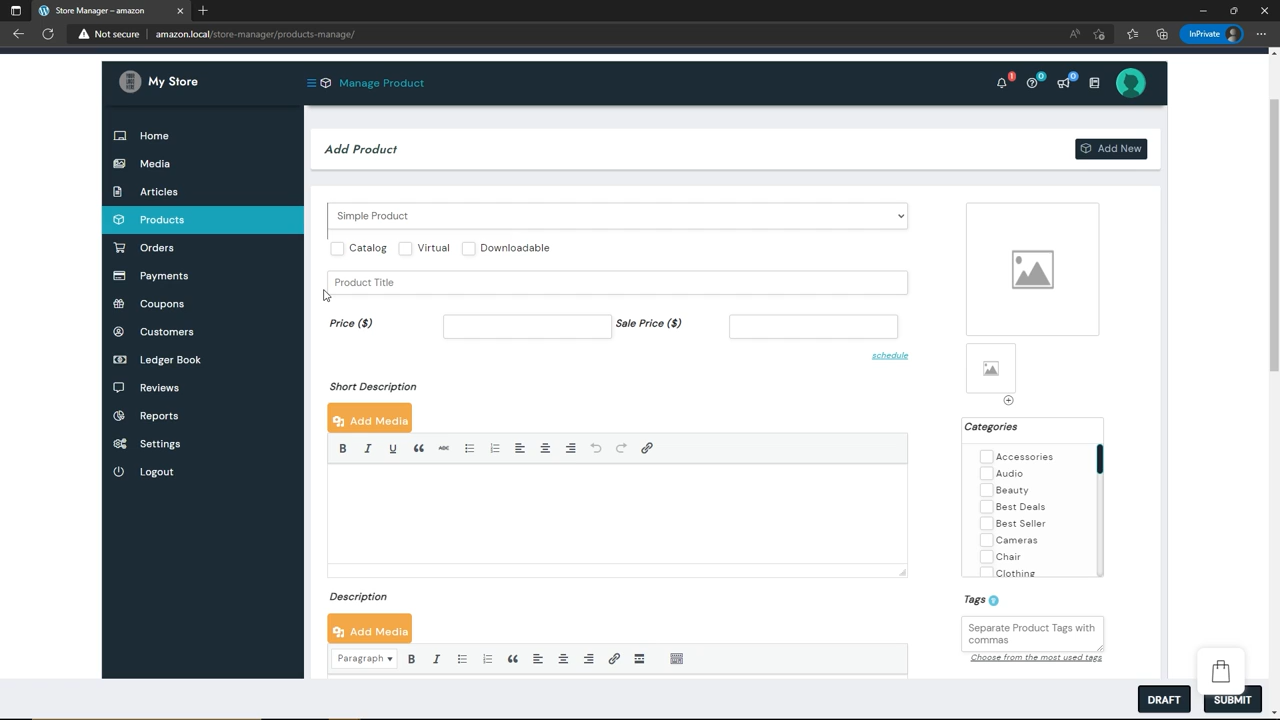 Store Manager – amazon
Not secure
amazon.local/store-manager/products-manage/
InPrivate
My Store
Manage Product
1
0
0
Home
Media
Articles
Products
Orders
Payments
Coupons
Customers
Ledger Book
Reviews
Reports
Settings
Logout
Add Product
Add New
Simple Product
Catalog
Virtual
Downloadable
Product Title
Price ($)
Sale Price ($)
schedule
Short Description
Add Media
B I U ABC
Description
Add Media
Paragraph
B I
Categories
Accessories
Audio
Beauty
Best Deals
Best Seller
Cameras
Chair
Clothing
Tags
Separate Product Tags with
commas
Choose from the most used tags
DRAFT
SUBMIT